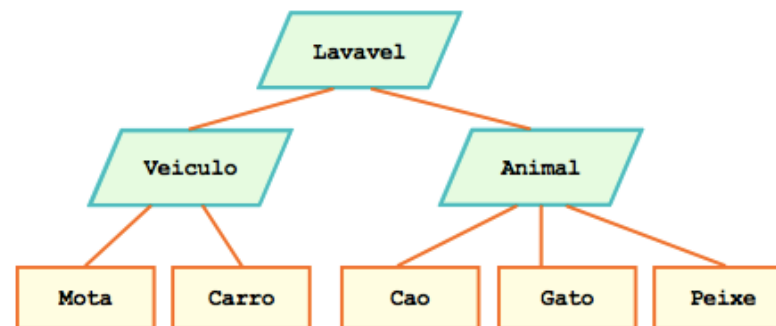 Lavavel
Veiculo
Animal
Mota
Carro
Cao
Gato
Peixe